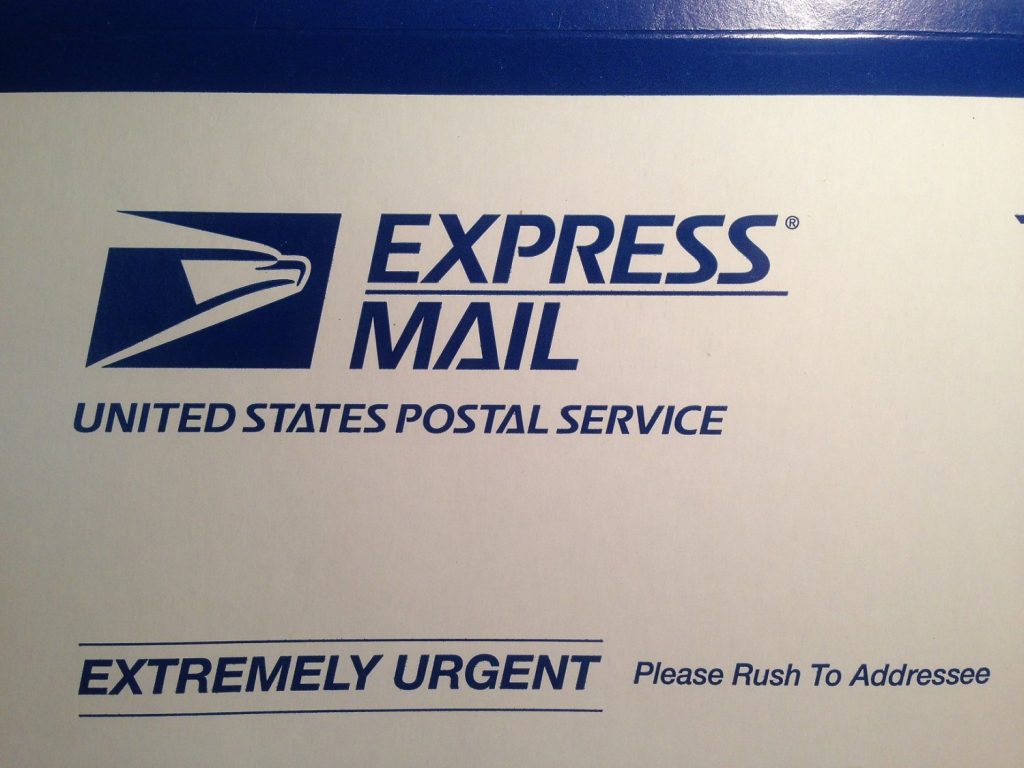 EXPRESS®
MAIL
UNITED STATES POSTAL SERVICE
EXTREMELY URGENT Please Rush To Addressee